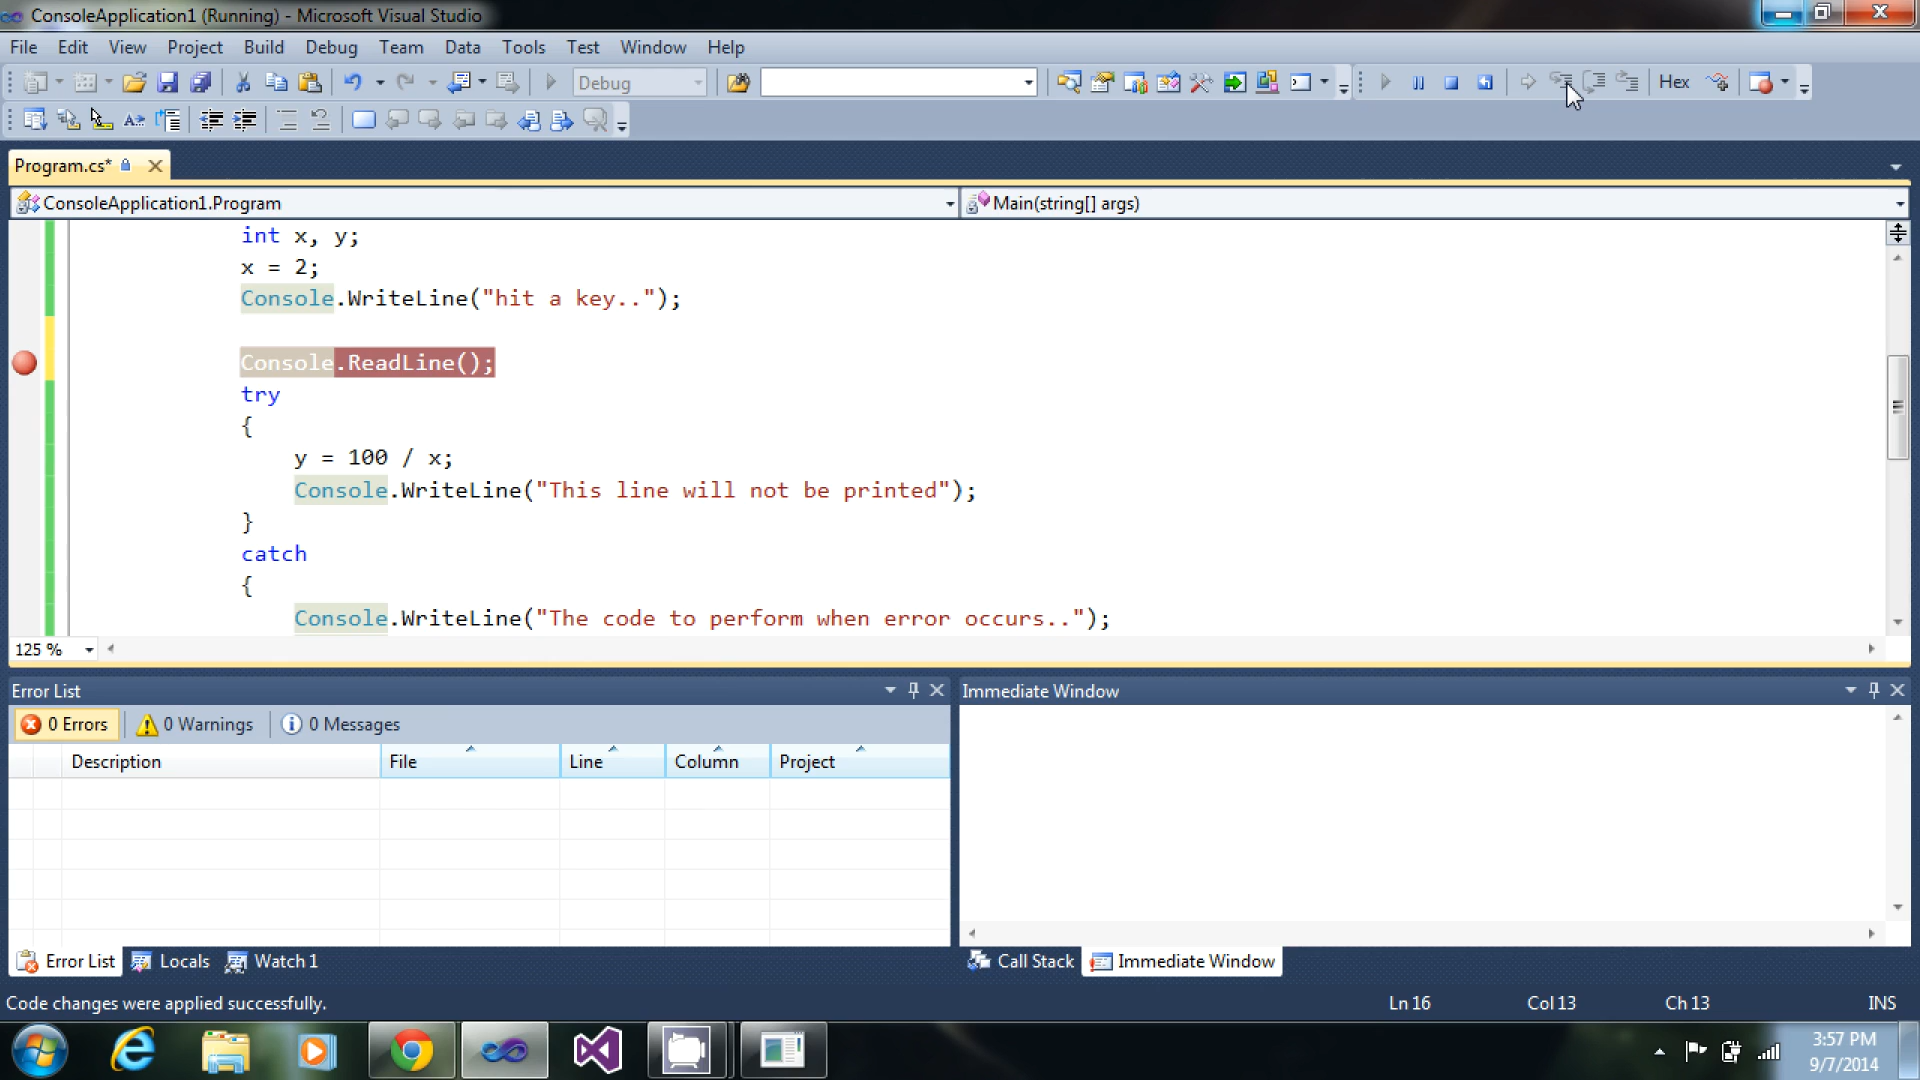 ConsoleApplication1 (Running) - Microsoft Visual Studio
File Edit View Project Build Debug Team Data Tools Test Window Help
Debug Hex
Program.cs*
ConsoleApplication1.Program Main(string[] args)
int x, y;
x = 2;
Console.WriteLine("hit a key..");
Console.ReadLine();
try
{
y = 100 / x;
Console.WriteLine("This line will not be printed");
}
catch
{
Console.WriteLine("The code to perform when error occurs..");
125 %
Error List Immediate Window
0 Errors 0 Warnings 0 Messages
Description File Line Column Project
Error List Locals Watch 1 Call Stack Immediate Window
Code changes were applied successfully. Ln 16 Col 13 Ch 13 INS
3:57 PM
9/7/2014